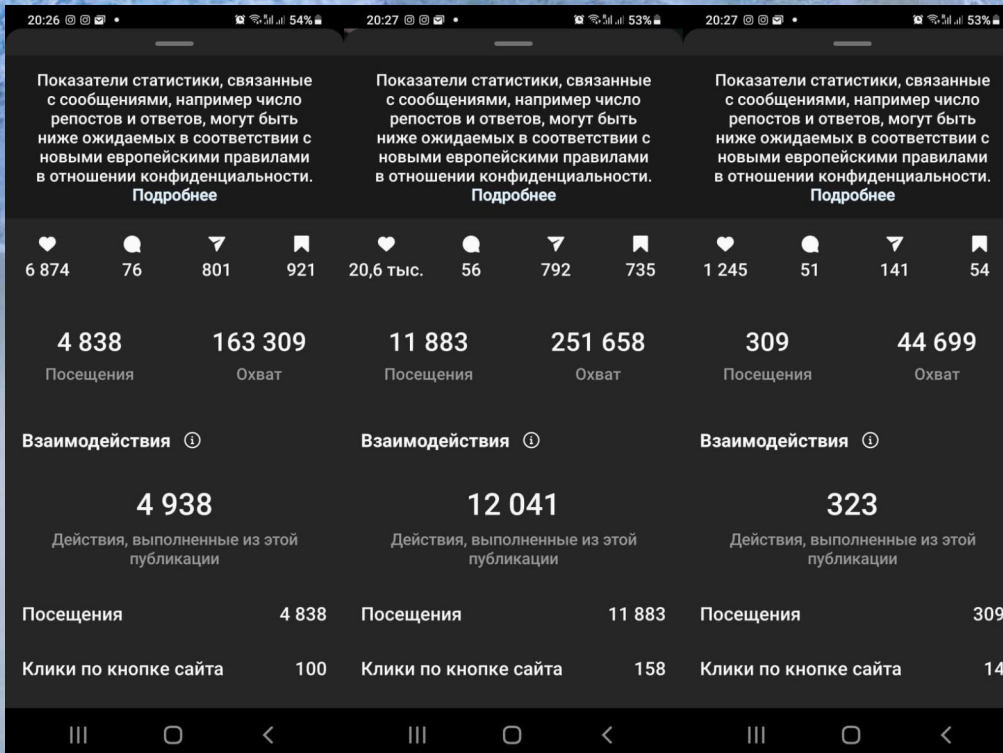 20:26 54%
Показатели статистики, связанные
с сообщениями, например число
репостов и ответов, могут быть
ниже ожидаемых в соответствии с
новыми европейскими правилами
в отношении конфиденциальности.
Подробнее
6 874 76 801 921
4 838 163 309
Посещения Охват
Взаимодействия
4 938
Действия, выполненные из этой
публикации
Посещения 4 838
Клики по кнопке сайта 100
20:27 53%
Показатели статистики, связанные
с сообщениями, например число
репостов и ответов, могут быть
ниже ожидаемых в соответствии с
новыми европейскими правилами
в отношении конфиденциальности.
Подробнее
20,6 тыс. 56 792 735
11 883 251 658
Посещения Охват
Взаимодействия
12 041
Действия, выполненные из этой
публикации
Посещения 11 883
Клики по кнопке сайта 158
20:27 53%
Показатели статистики, связанные
с сообщениями, например число
репостов и ответов, могут быть
ниже ожидаемых в соответствии с
новыми европейскими правилами
в отношении конфиденциальности.
Подробнее
1 245 51 141 54
309 44 699
Посещения Охват
Взаимодействия
323
Действия, выполненные из этой
публикации
Посещения 309
Клики по кнопке сайта 14